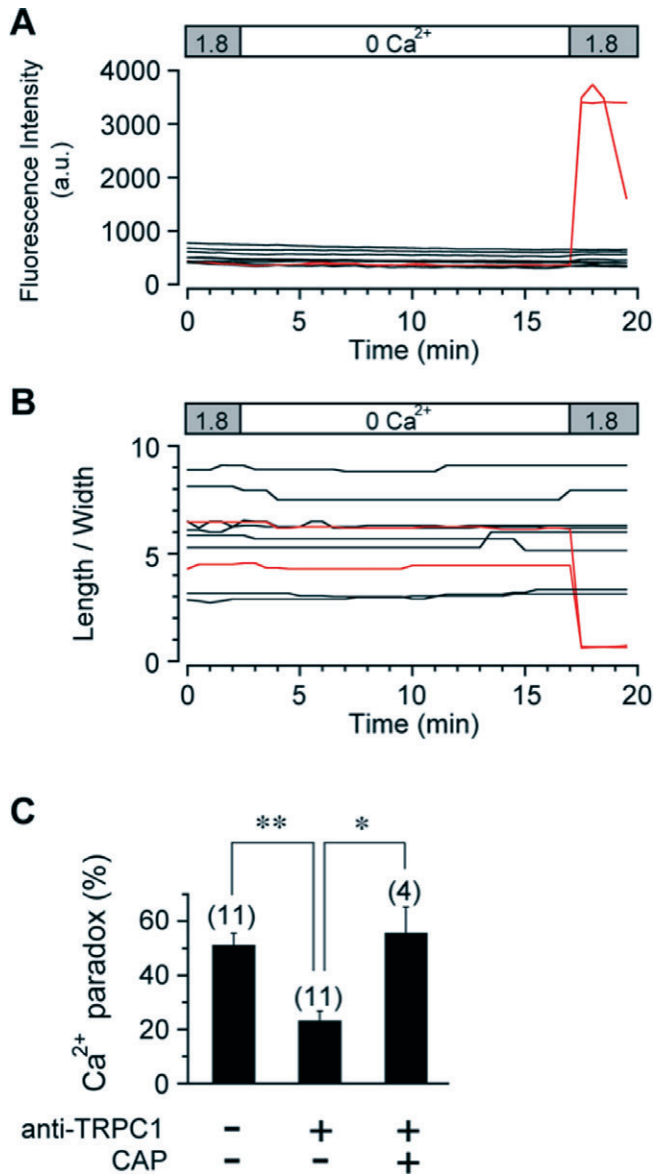 A
1.8 0 Ca2+ 1.8
Fluorescence Intensity
(a.u.)
4000
3000
2000
1000
0
0 5 10 15 20
Time (min)
B
1.8 0 Ca2+ 1.8
Length / Width
10
5
0
0 5 10 15 20
Time (min)
C
** *
Ca2+ paradox (%)
60
40
20
0
(11) (11) (4)
anti-TRPC1 - + +
CAP - - +